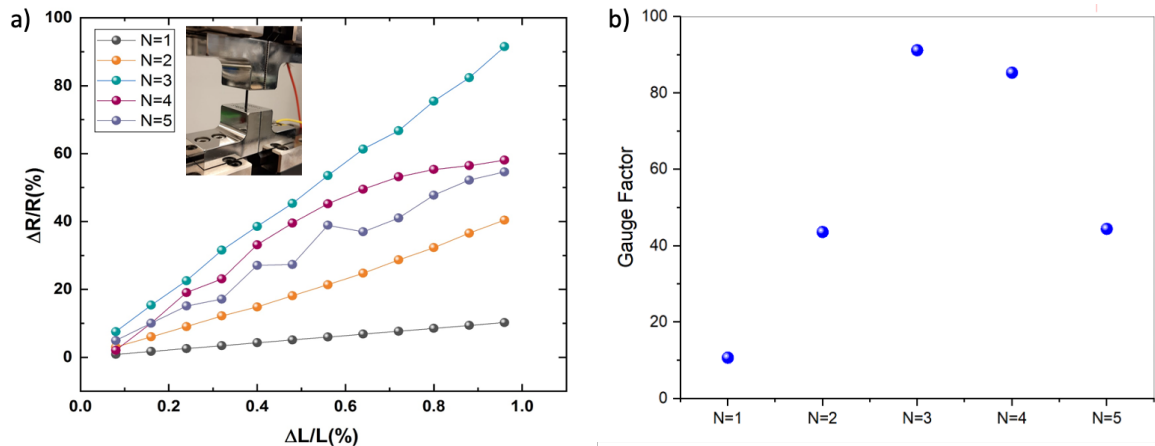 a)
100
80
60
40
20
0
ΔR/R(%)
N=1
N=2
N=3
N=4
N=5
0.0 0.2 0.4 0.6 0.8 1.0
ΔL/L(%)
b)
100
80
60
40
20
0
Gauge Factor
N=1 N=2 N=3 N=4 N=5